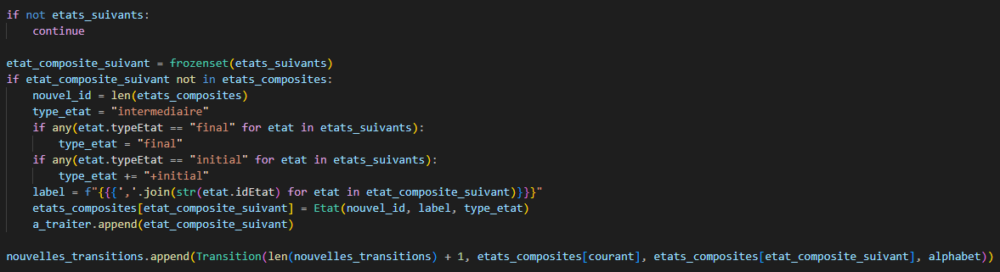 if not etats_suivants:
    continue

etat_composite_suivant = frozenset(etats_suivants)
if etat_composite_suivant not in etats_composites:
    nouvel_id = len(etats_composites)
    type_etat = "intermediaire"
    if any(etat.typeEtat == "final" for etat in etats_suivants):
        type_etat = "final"
    if any(etat.typeEtat == "initial" for etat in etats_suivants):
        type_etat += "+initial"
    label = f"{{{','.join(str(etat.idEtat) for etat in etat_composite_suivant)}}}"
    etats_composites[etat_composite_suivant] = Etat(nouvel_id, label, type_etat)
    a_traiter.append(etat_composite_suivant)

nouvelles_transitions.append(Transition(len(nouvelles_transitions) + 1, etats_composites[courant], etats_composites[etat_composite_suivant], alphabet))